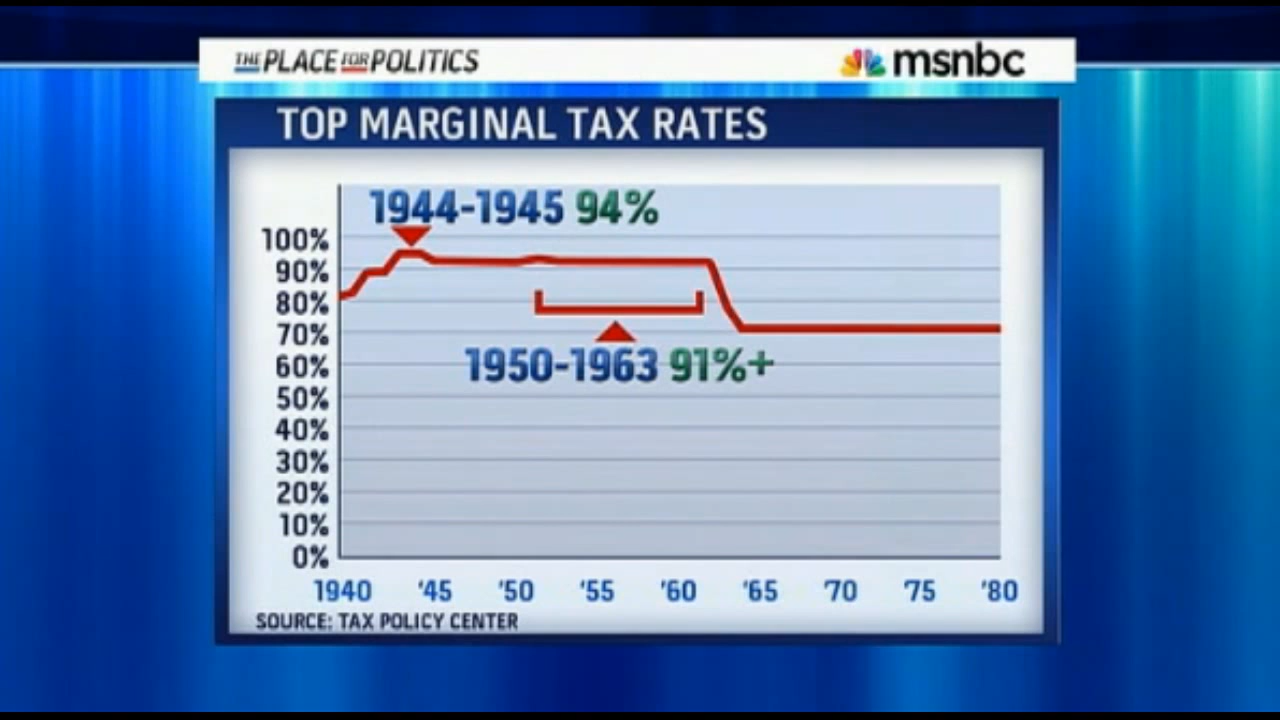 THE PLACE FOR POLITICS
msnbc
TOP MARGINAL TAX RATES
1944-1945 94%
100%
90%
80%
70%
1950-1963 91%+
60%
50%
40%
30%
20%
10%
0%
1940 '45 '50 '55 '60 '65 '70 '75 '80
SOURCE: TAX POLICY CENTER